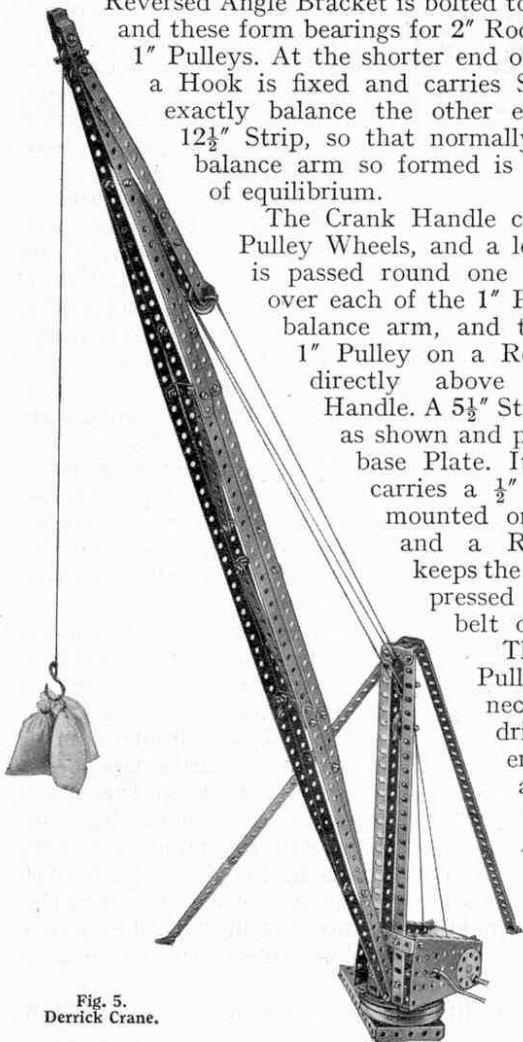 Reversed Angle Bracket is bolted to
and these form bearings for 2" Rod
1" Pulleys. At the shorter end o
a Hook is fixed and carries S
exactly balance the other e
12½" Strip, so that normally
balance arm so formed is
of equilibrium.
The Crank Handle c
Pulley Wheels, and a le
is passed round one
over each of the 1" P
balance arm, and t
1" Pulley on a Ro
directly above
Handle. A 5½" St
as shown and p
base Plate. I
carries a ½"
mounted or
and a R
keeps the
pressed
belt o
Th
Pull
nec
dri
en
a
Fig. 5.
Derrick Crane.